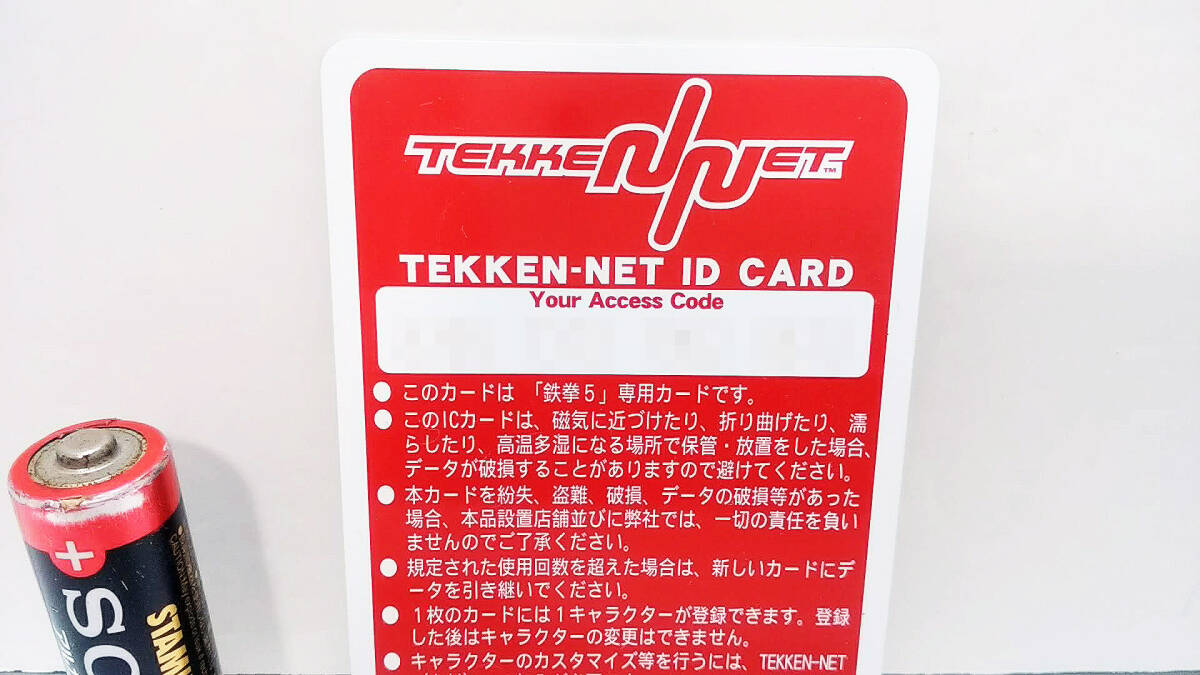 TEKKEN-NET™
TEKKEN-NET ID CARD
Your Access Code
●このカードは「鉄拳5」専用カードです。
●このICカードは、磁気に近づけたり、折り曲げたり、濡
らしたり、高温多湿になる場所で保管・放置をした場合、
データが破損することがありますので避けてください。
●本カードを紛失、盗難、破損、データの破損等があった
場合、本品設置店舗並びに弊社では、一切の責任を負い
ませんのでご了承ください。
●規定された使用回数を超えた場合は、新しいカードにデ
ータを引き継いでください。
●1枚のカードには1キャラクターが登録できます。登録
した後はキャラクターの変更はできません。
●キャラクターのカスタマイズ等を行うには、TEKKEN-NET
+
STAM